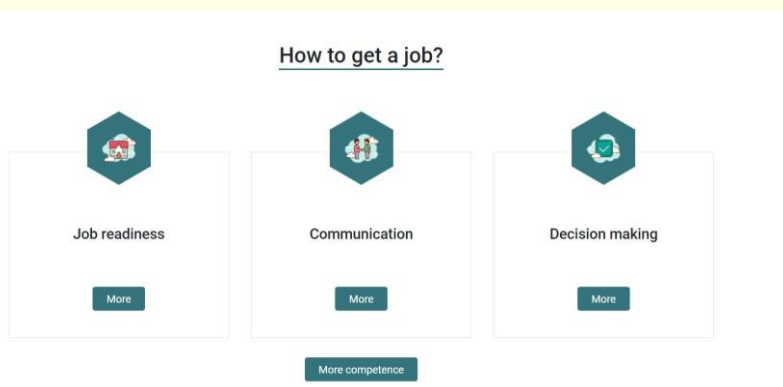 How to get a job?
Job readiness
Communication
Decision making
More
More
More
More competence